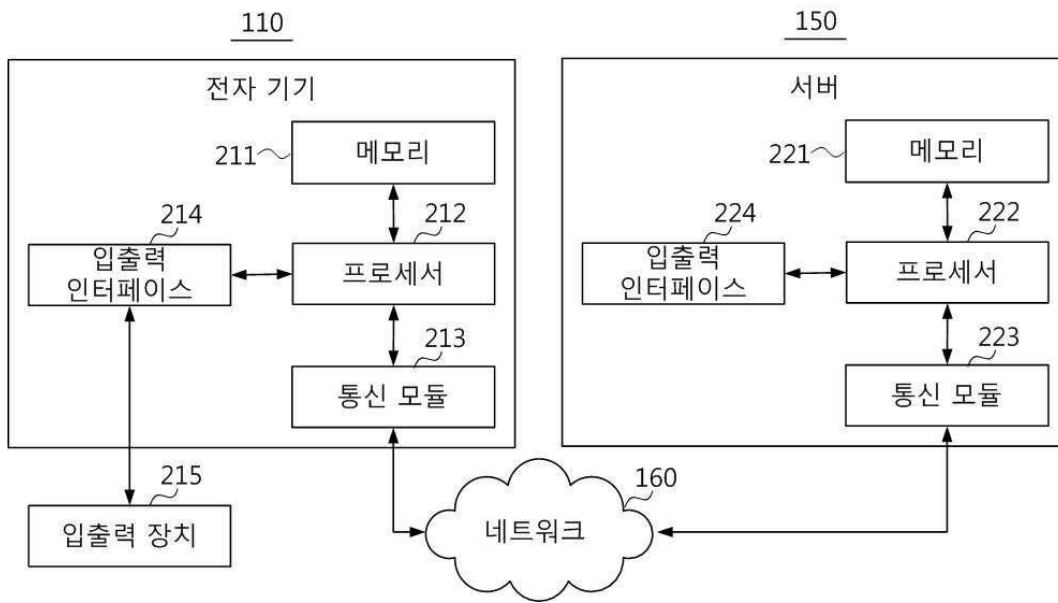 110
150
전자 기기
서버
211
메모리
221
메모리
214
212
224
222
입출력
인터페이스
프로세서
입출력
인터페이스
프로세서
213
223
통신 모듈
통신 모듈
215
160
입출력 장치
네트워크